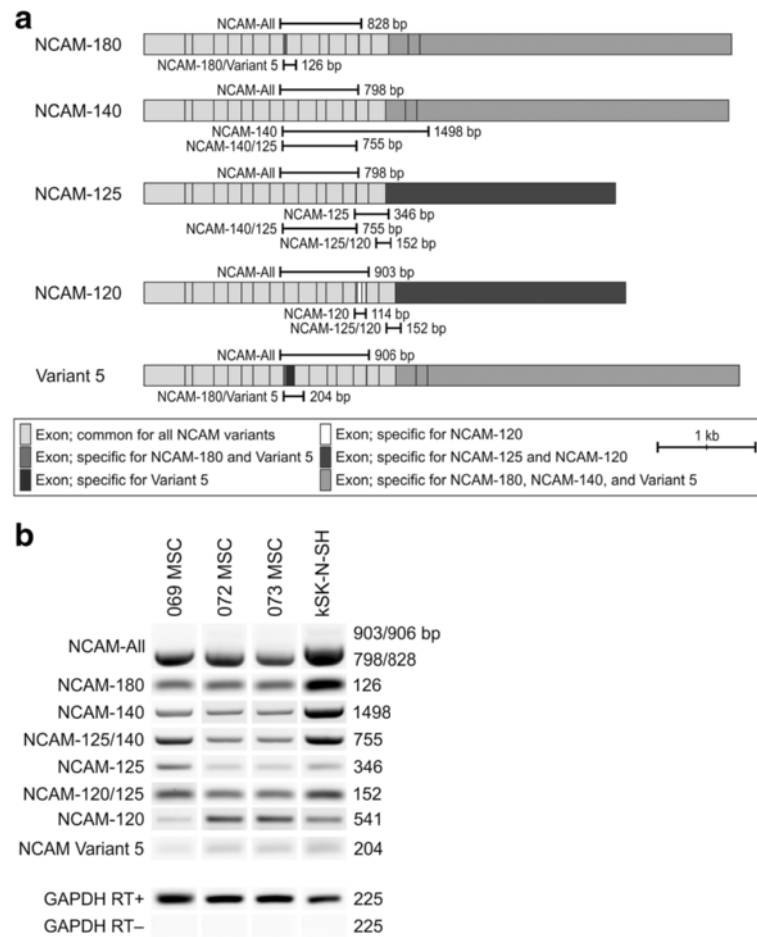 a
NCAM-All 828 bp
NCAM-180
NCAM-180/Variant 5 126 bp
NCAM-All 798 bp
NCAM-140
NCAM-140 1498 bp
NCAM-140/125 755 bp
NCAM-All 798 bp
NCAM-125
NCAM-125 346 bp
NCAM-140/125 755 bp
NCAM-125/120 152 bp
NCAM-All 903 bp
NCAM-120
NCAM-120 114 bp
NCAM-125/120 152 bp
NCAM-All 906 bp
Variant 5
NCAM-180/Variant 5 204 bp
Exon; common for all NCAM variants
Exon; specific for NCAM-180 and Variant 5
Exon; specific for Variant 5
Exon; specific for NCAM-120
Exon; specific for NCAM-125 and NCAM-120
Exon; specific for NCAM-180, NCAM-140, and Variant 5
1 kb
b
069 MSC
072 MSC
073 MSC
kSK-N-SH
903/906 bp
NCAM-All
798/828
NCAM-180 126
NCAM-140 1498
NCAM-125/140 755
NCAM-125 346
NCAM-120/125 152
NCAM-120 541
NCAM Variant 5 204
GAPDH RT+ 225
GAPDH RT– 225